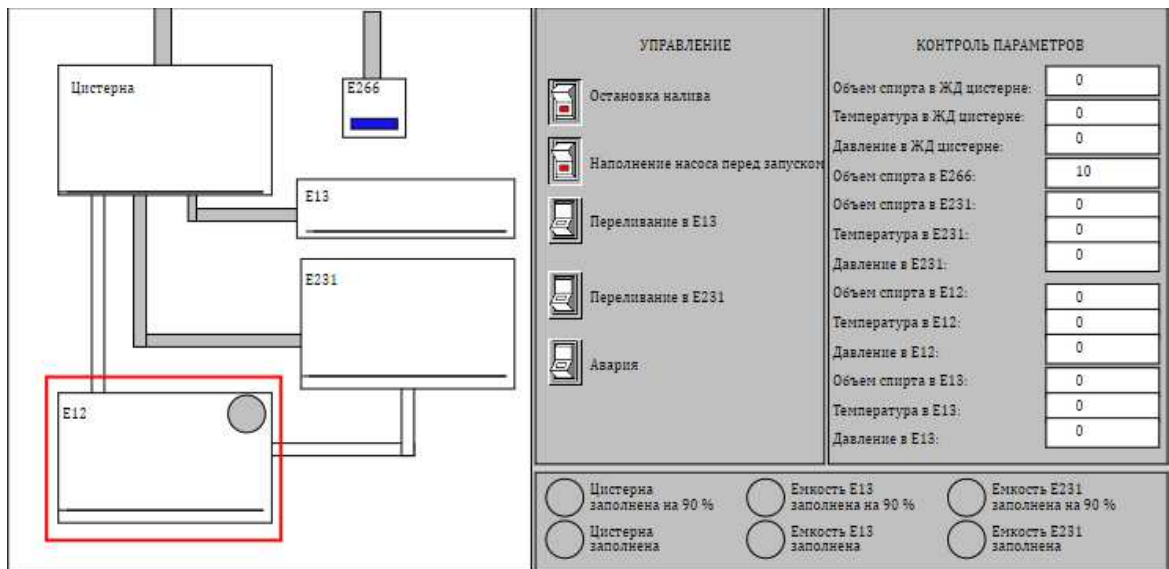 Цистерна
E266
E13
E231
E12
УПРАВЛЕНИЕ
Остановка налива
Наполнение насоса перед запуском
Переливание в E13
Переливание в E231
Авария
КОНТРОЛЬ ПАРАМЕТРОВ
Объем спирта в ЖД цистерне: 0
Температура в ЖД цистерне: 0
Давление в ЖД цистерне: 0
Объем спирта в E266: 10
Объем спирта в E231: 0
Температура в E231: 0
Давление в E231: 0
Объем спирта в E12: 0
Температура в E12: 0
Давление в E12: 0
Объем спирта в E13: 0
Температура в E13: 0
Давление в E13: 0
Цистерна
заполнена на 90 %
Емкость E13
заполнена на 90 %
Емкость E231
заполнена на 90 %
Цистерна
заполнена
Емкость E13
заполнена
Емкость E231
заполнена